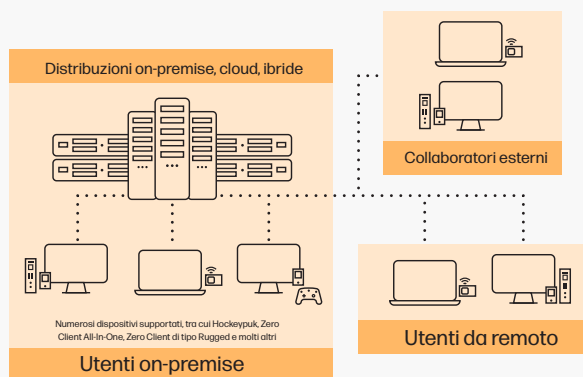 Distribuzioni on-premise, cloud, ibride
Collaboratori esterni
Numerosi dispositivi supportati, tra cui Hockeypuk, Zero
Client All-In-One, Zero Client di tipo Rugged e molti altri
Utenti on-premise
Utenti da remoto